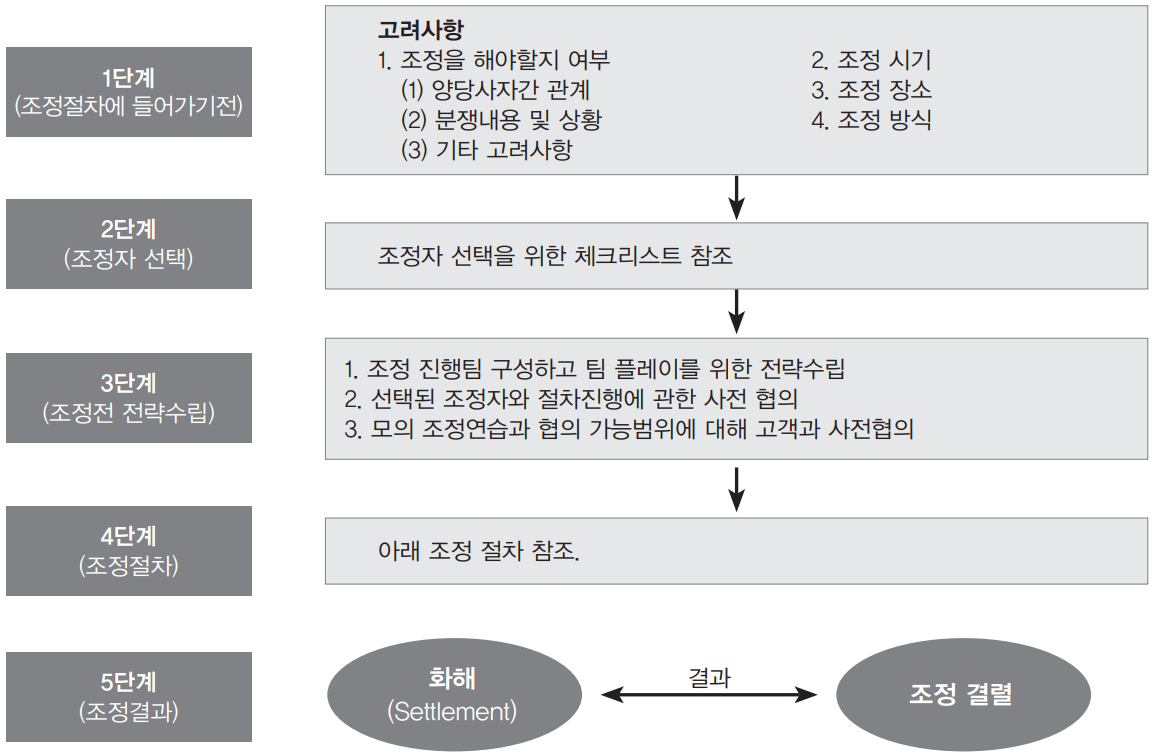 1단계
(조정절차에 들어가기전)
고려사항
1. 조정을 해야할지 여부
(1) 양당사자간 관계
(2) 분쟁내용 및 상황
(3) 기타 고려사항
2. 조정 시기
3. 조정 장소
4. 조정 방식
2단계
(조정자 선택)
조정자 선택을 위한 체크리스트 참조
3단계
(조정전 전략수립)
1. 조정 진행팀 구성하고 팀 플레이를 위한 전략수립
2. 선택된 조정자와 절차진행에 관한 사전 협의
3. 모의 조정연습과 협의 가능범위에 대해 고객과 사전협의
4단계
(조정절차)
아래 조정 절차 참조.
5단계
(조정결과)
화해
(Settlement)
결과
조정 결렬